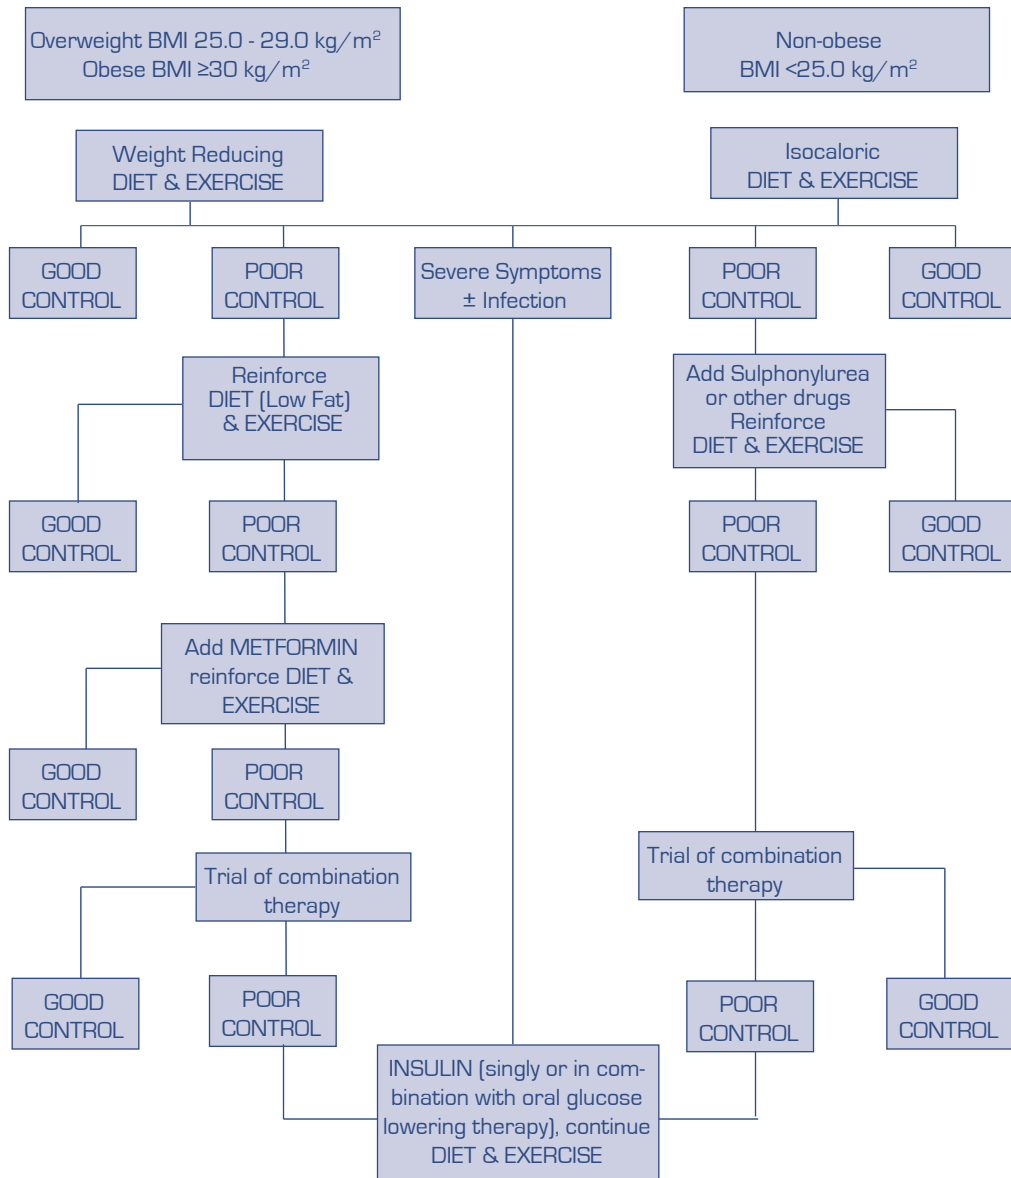 Overweight BMI 25.0 - 29.0 kg/m²
Obese BMI ≥30 kg/m²
Non-obese
BMI <25.0 kg/m²
Weight Reducing
DIET & EXERCISE
Isocaloric
DIET & EXERCISE
GOOD
CONTROL
POOR
CONTROL
Severe Symptoms
± Infection
POOR
CONTROL
GOOD
CONTROL
Reinforce
DIET (Low Fat)
& EXERCISE
Add Sulphonylurea
or other drugs
Reinforce
DIET & EXERCISE
GOOD
CONTROL
POOR
CONTROL
POOR
CONTROL
GOOD
CONTROL
Add METFORMIN
reinforce DIET &
EXERCISE
GOOD
CONTROL
POOR
CONTROL
Trial of combination
therapy
Trial of combination
therapy
GOOD
CONTROL
POOR
CONTROL
POOR
CONTROL
GOOD
CONTROL
INSULIN (singly or in com-
bination with oral glucose
lowering therapy), continue
DIET & EXERCISE